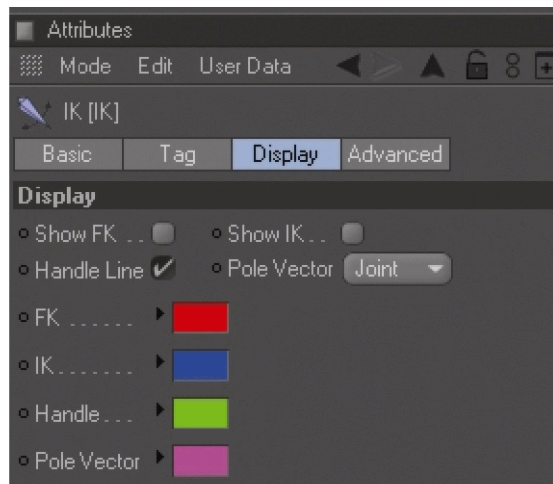 Attributes
Mode Edit User Data
IK [IK]
Basic Tag Display Advanced
Display
Show FK . . Show IK . .
Handle Line Pole Vector Joint
FK . . . . . .
IK . . . . . . .
Handle . . .
Pole Vector